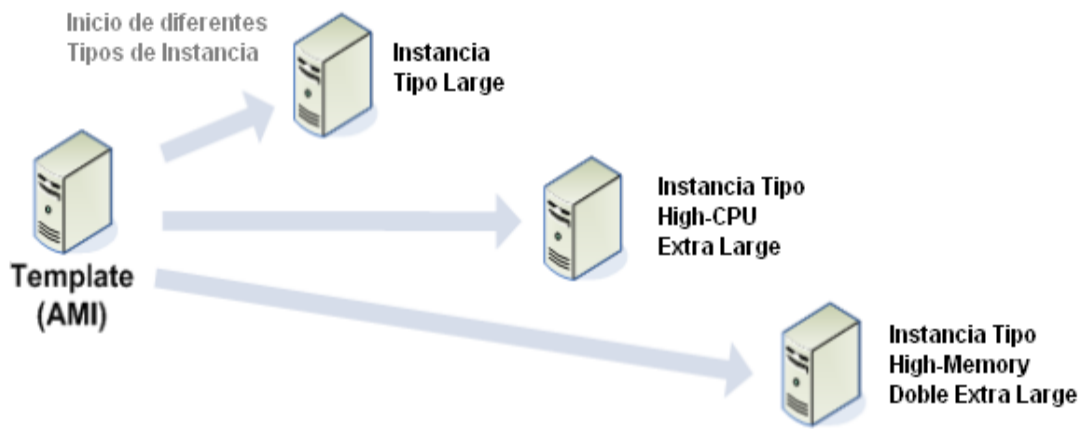 Inicio de diferentes
Tipos de Instancia
Instancia
Tipo Large
Instancia Tipo
High-CPU
Extra Large
Template
(AMI)
Instancia Tipo
High-Memory
Doble Extra Large